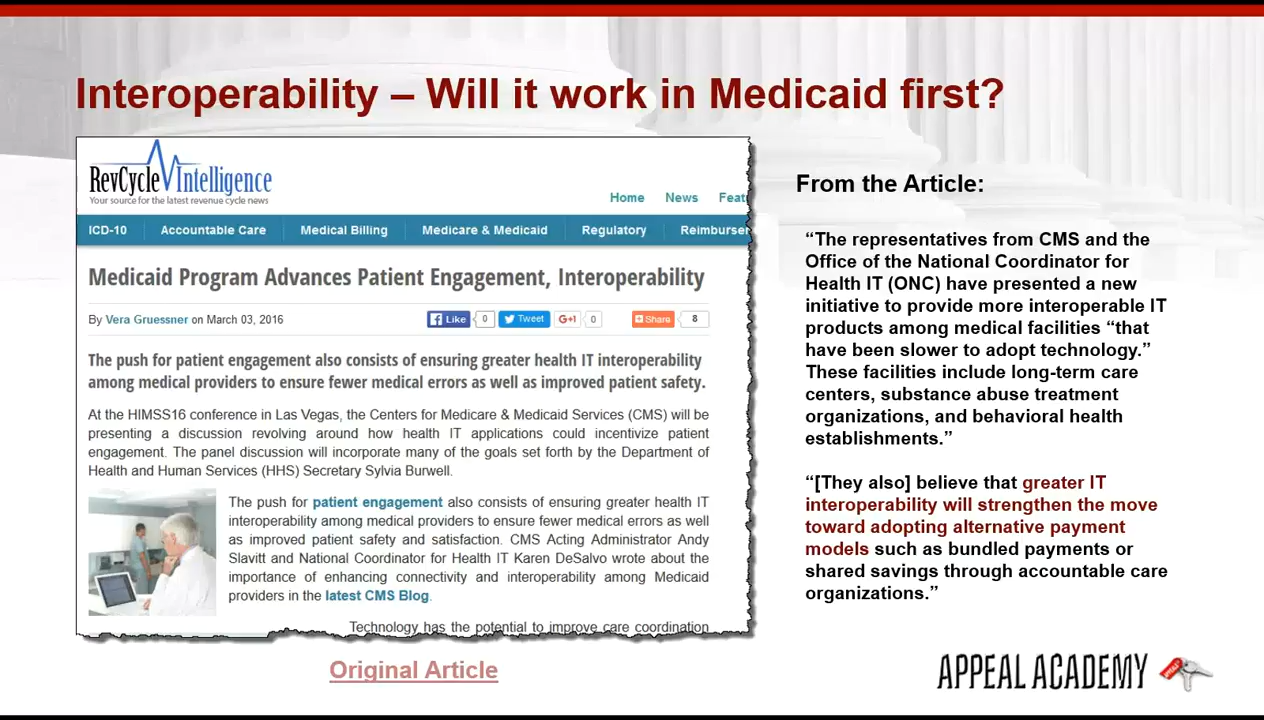 Interoperability – Will it work in Medicaid first?
RevCycle Intelligence
Your source for the latest revenue cycle news
Home News Feat
ICD-10 Accountable Care Medical Billing Medicare & Medicaid Regulatory Reimburse
Medicaid Program Advances Patient Engagement, Interoperability
By Vera Gruessner on March 03, 2016
Like 0 Tweet G+1 0 Share 8
The push for patient engagement also consists of ensuring greater health IT interoperability
among medical providers to ensure fewer medical errors as well as improved patient safety.
At the HIMSS16 conference in Las Vegas, the Centers for Medicare & Medicaid Services (CMS) will be
presenting a discussion revolving around how health IT applications could incentivize patient
engagement. The panel discussion will incorporate many of the goals set forth by the Department of
Health and Human Services (HHS) Secretary Sylvia Burwell.
The push for patient engagement also consists of ensuring greater health IT
interoperability among medical providers to ensure fewer medical errors as well
as improved patient safety and satisfaction. CMS Acting Administrator Andy
Slavitt and National Coordinator for Health IT Karen DeSalvo wrote about the
importance of enhancing connectivity and interoperability among Medicaid
providers in the latest CMS Blog.
Technology has the potential to improve care coordination
Original Article
From the Article:
“The representatives from CMS and the
Office of the National Coordinator for
Health IT (ONC) have presented a new
initiative to provide more interoperable IT
products among medical facilities “that
have been slower to adopt technology.”
These facilities include long-term care
centers, substance abuse treatment
organizations, and behavioral health
establishments.”
“[They also] believe that greater IT
interoperability will strengthen the move
toward adopting alternative payment
models such as bundled payments or
shared savings through accountable care
organizations.”
APPEAL ACADEMY